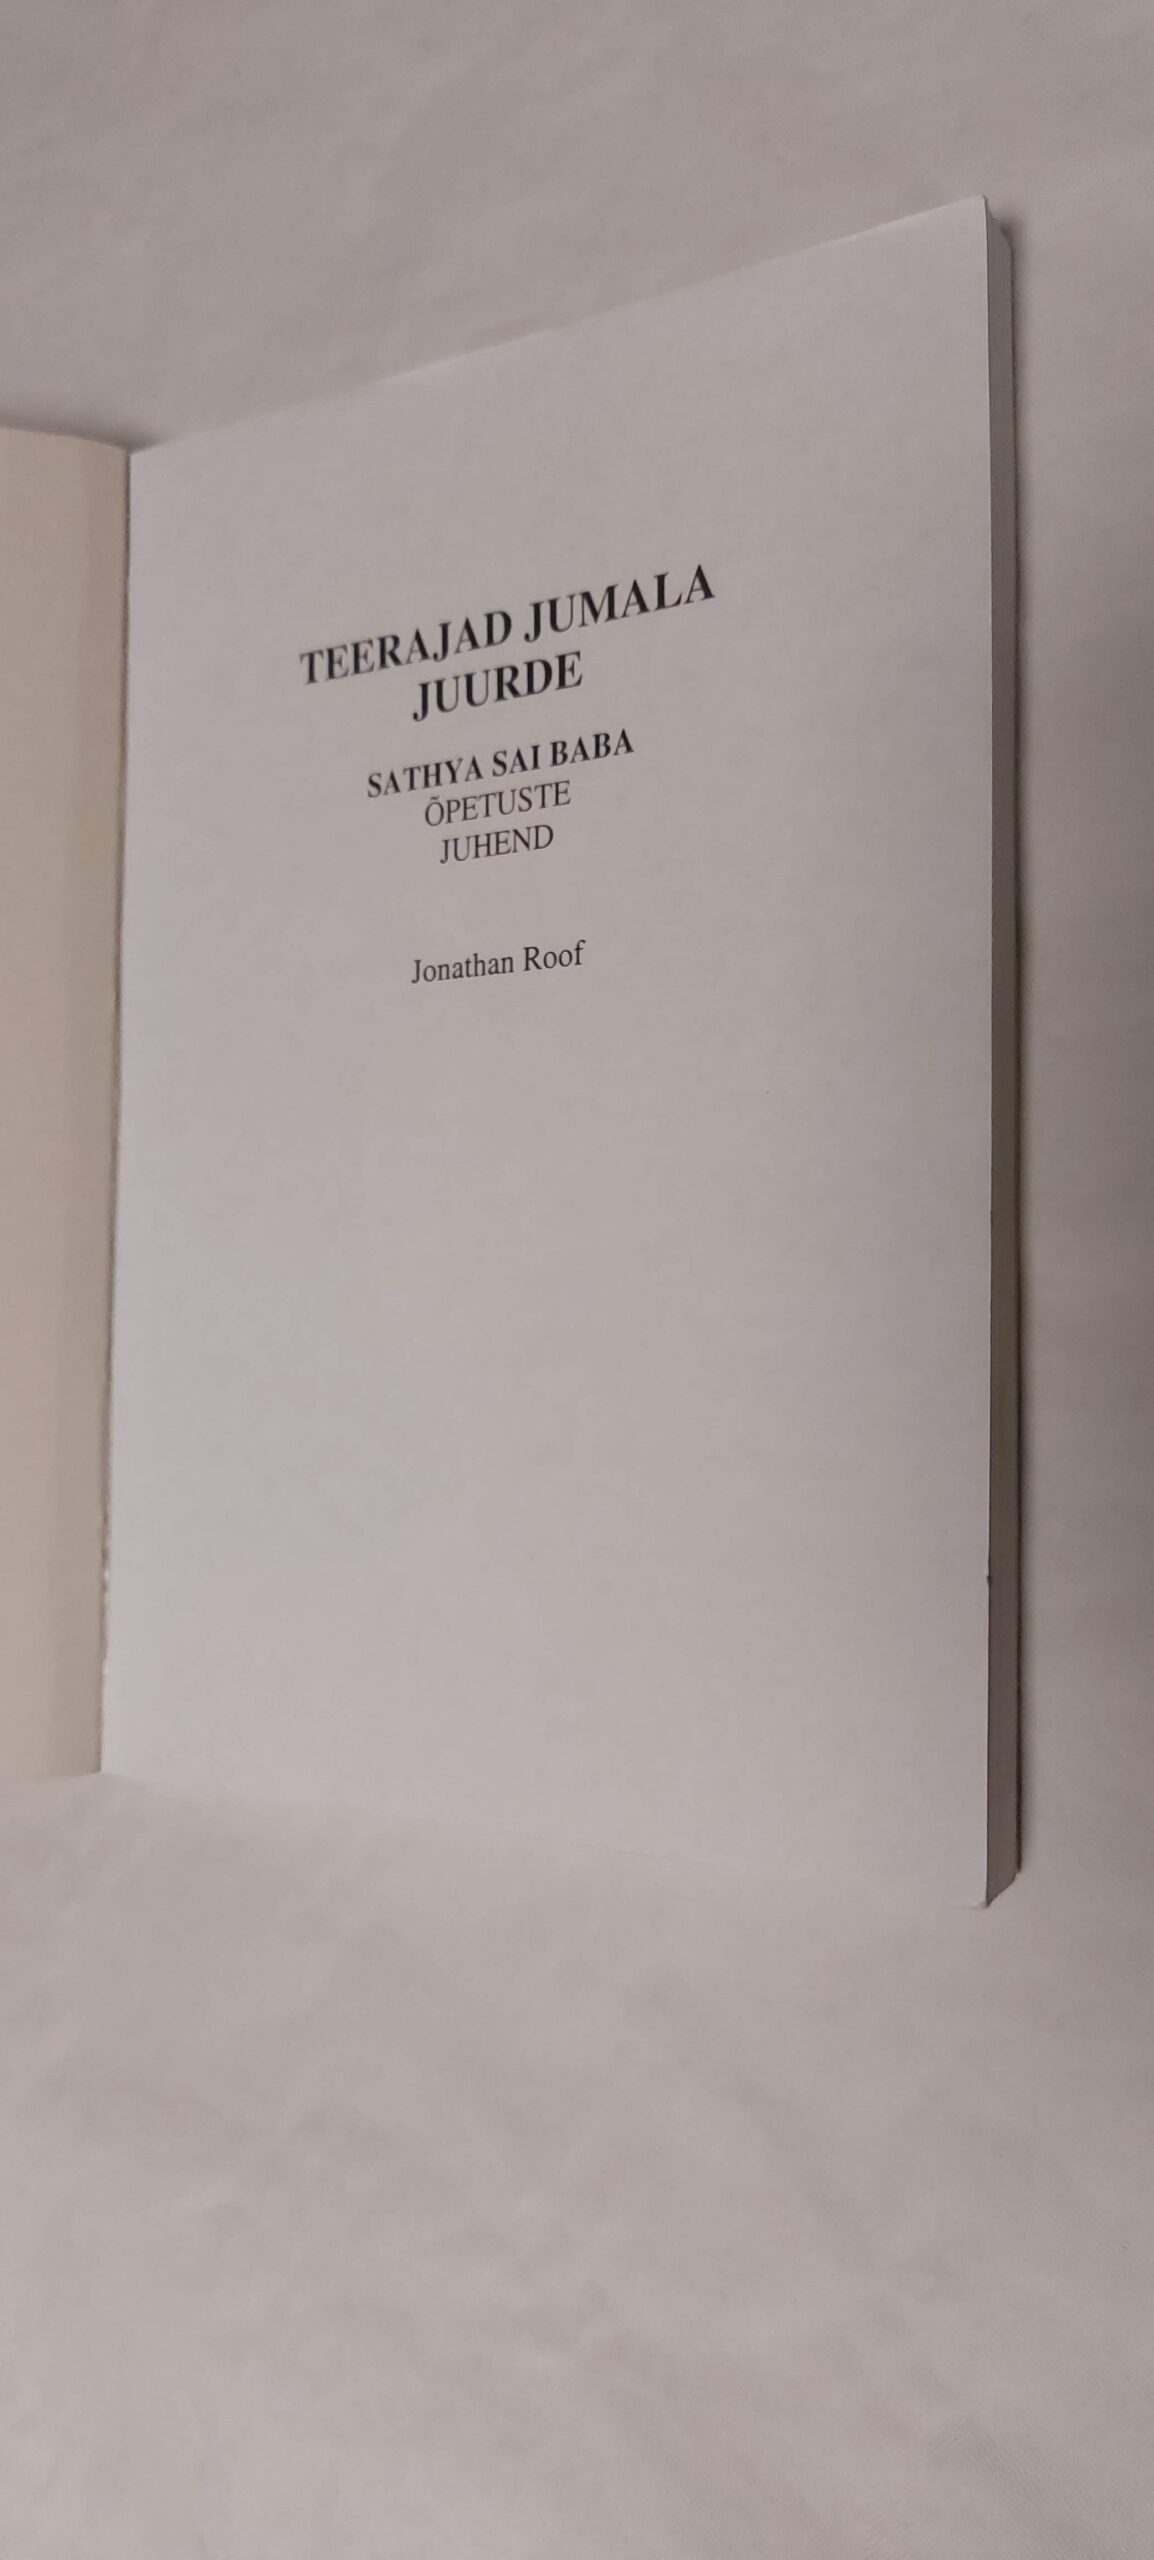 TEERAJAD JUMALA
JUURDE
SATHYA SAI BABA
ÕPETUSTE
JUHEND
Jonathan Roof